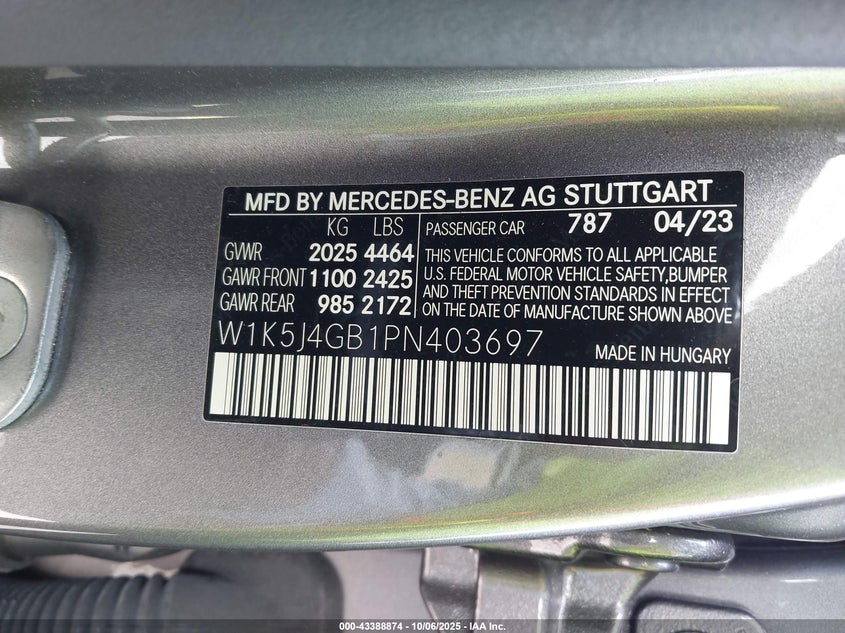 MFD BY MERCEDES-BENZ AG STUTTGART
KG LBS
GVWR 2025 4464
GAWR FRONT 1100 2425
GAWR REAR 985 2172
PASSENGER CAR 787 04/23
THIS VEHICLE CONFORMS TO ALL APPLICABLE
U.S. FEDERAL MOTOR VEHICLE SAFETY,BUMPER
AND THEFT PREVENTION STANDARDS IN EFFECT
ON THE DATE OF MANUFACTURE SHOWN ABOVE
W1K5J4GB1PN403697
MADE IN HUNGARY
000-43388874 - 10/06/2025 - IAA Inc.